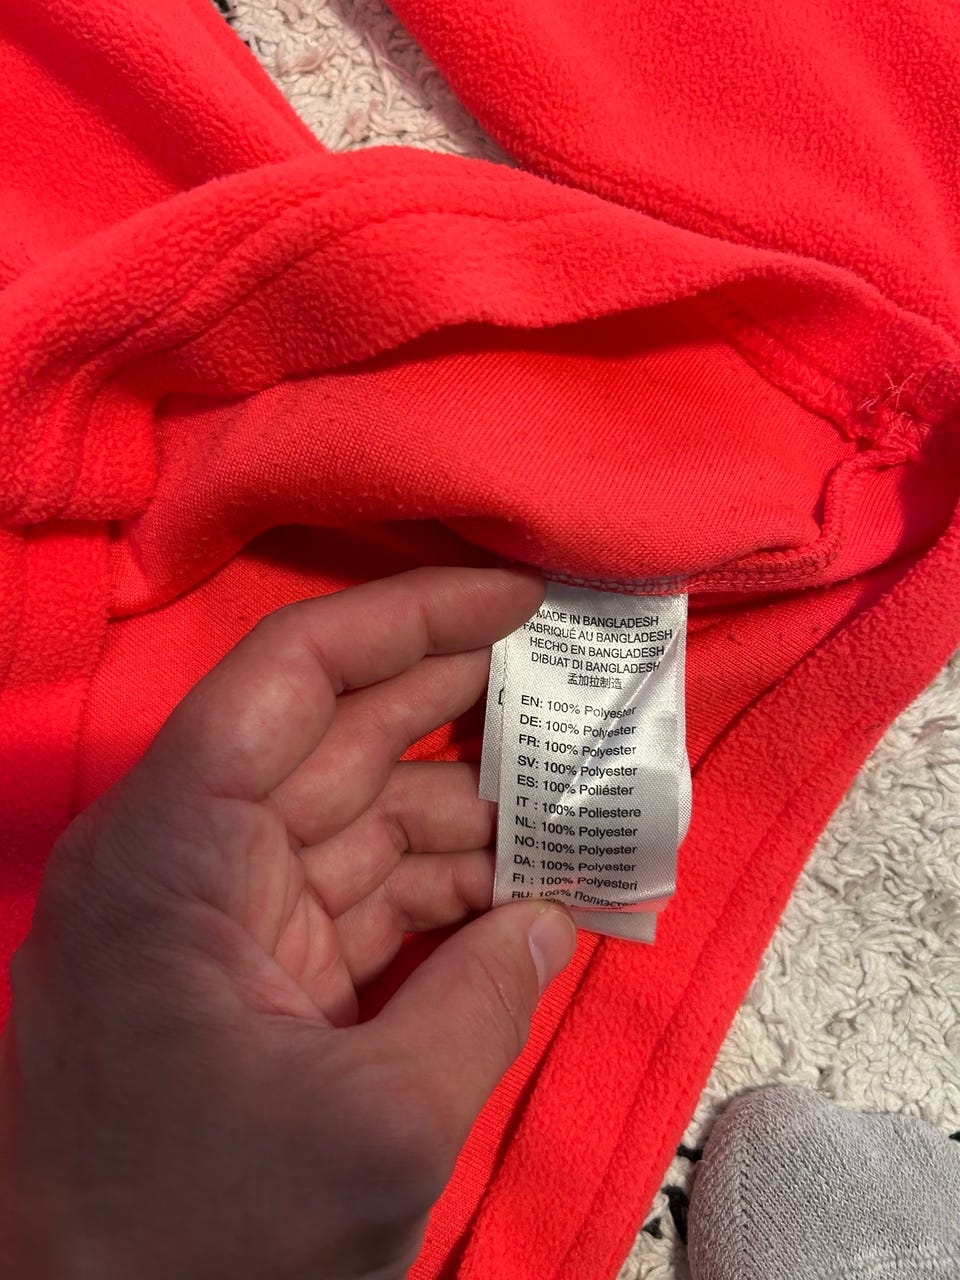 MADE IN BANGLADESH
FABRIQUÉ AU BANGLADESH
HECHO EN BANGLADESH
DIBUAT DI BANGLADESH
孟加拉制造
EN: 100% Polyester
DE: 100% Polyester
FR: 100% Polyester
SV: 100% Polyester
ES: 100% Poliéster
IT : 100% Poliestere
NL: 100% Polyester
NO:100% Polyester
DA: 100% Polyester
FI : 100% Polyesteri
RU: 100%